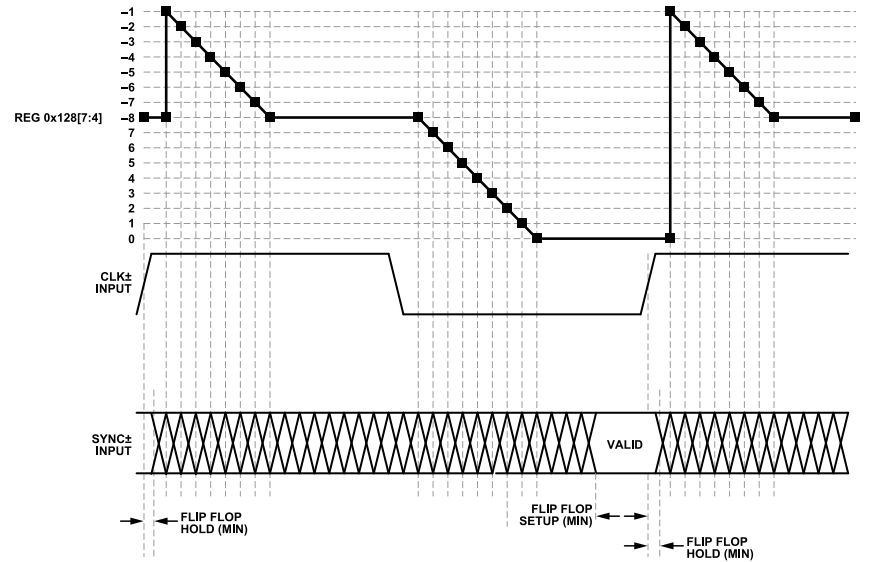 –1
–2
–3
–4
–5
–6
–7
REG 0x128[7:4] –8
7
6
5
4
3
2
1
0
CLK±
INPUT
SYNC±
INPUT
VALID
FLIP FLOP
HOLD (MIN)
FLIP FLOP
SETUP (MIN)
FLIP FLOP
HOLD (MIN)